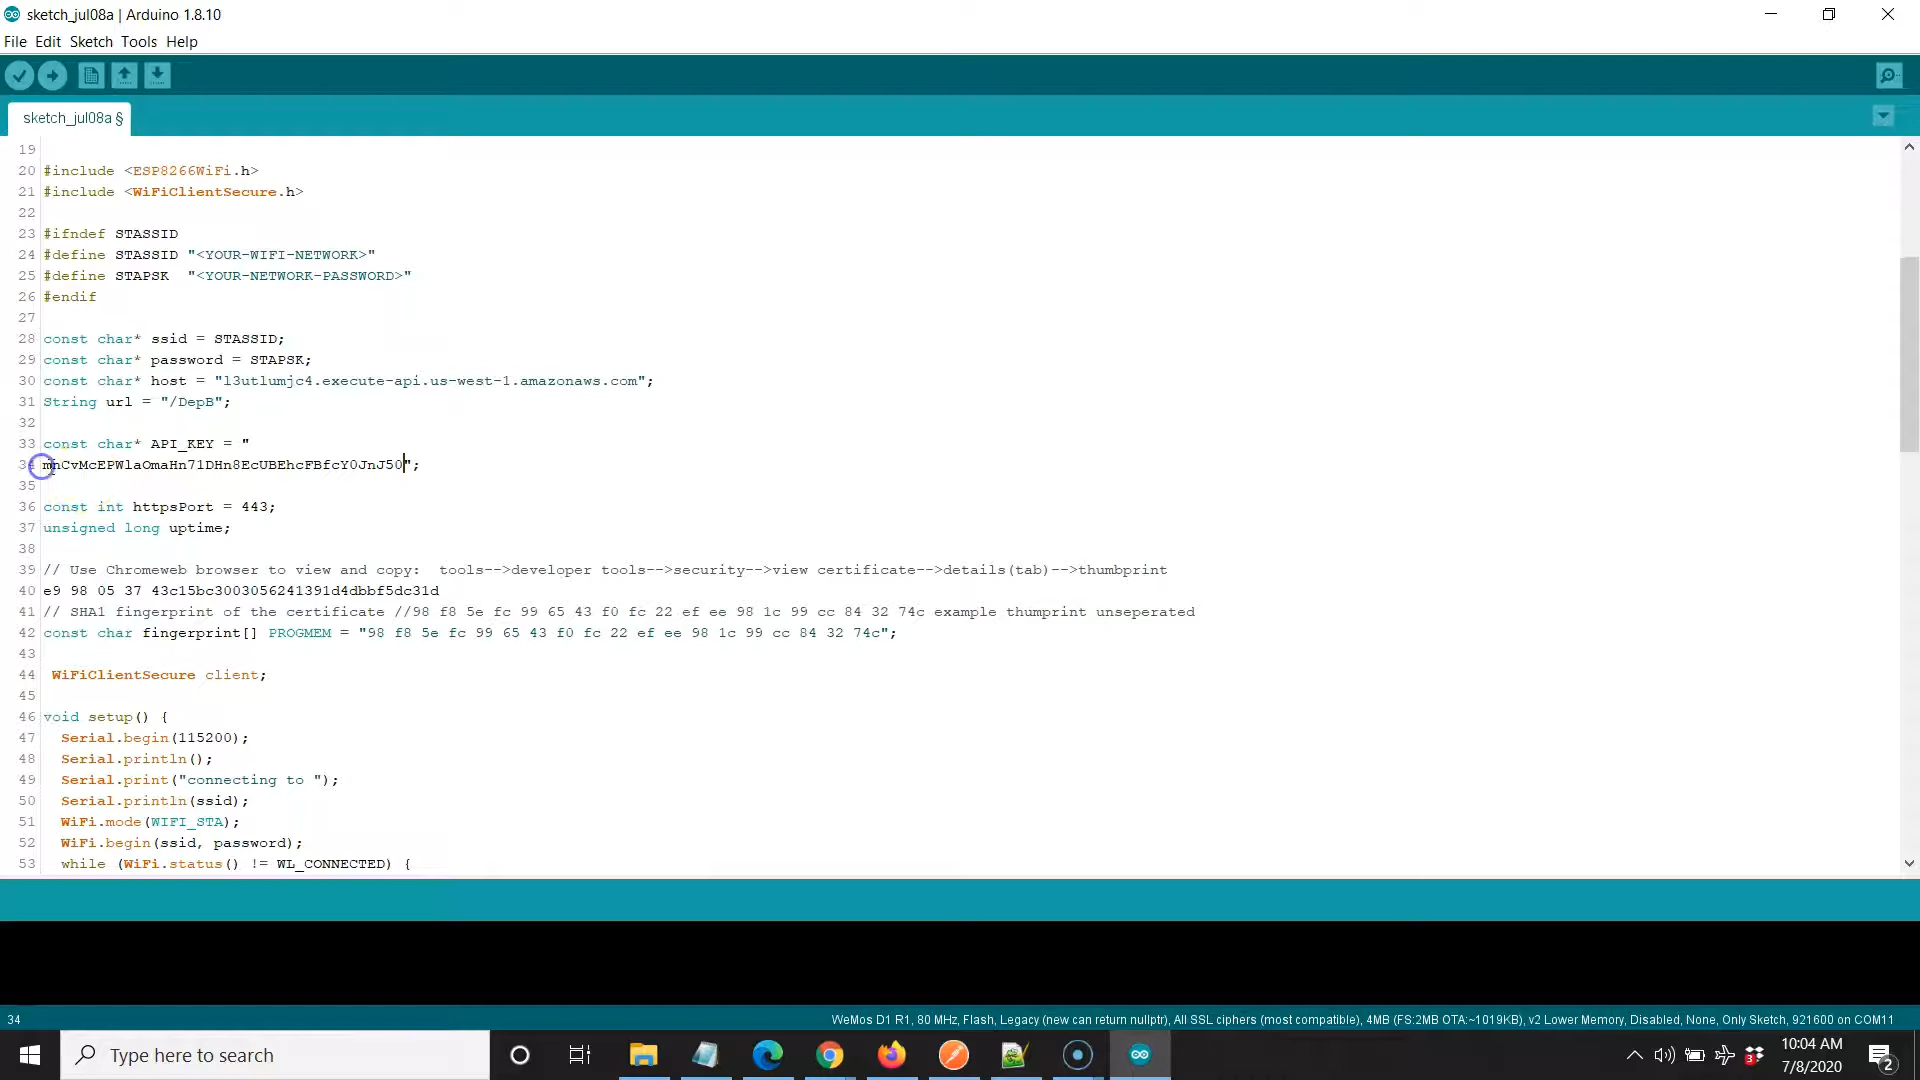 sketch_jul08a | Arduino 1.8.10
File Edit Sketch Tools Help
sketch_jul08a §
19
20 #include <ESP8266WiFi.h>
21 #include <WiFiClientSecure.h>
22
23 #ifndef STASSID
24 #define STASSID "<YOUR-WIFI-NETWORK>"
25 #define STAPSK  "<YOUR-NETWORK-PASSWORD>"
26 #endif
27
28 const char* ssid = STASSID;
29 const char* password = STAPSK;
30 const char* host = "l3utlumjc4.execute-api.us-west-1.amazonaws.com";
31 String url = "/DepB";
32
33 const char* API_KEY = "
34 mnCvMcEPWlaOmaHn71DHn8EcUBEhcFBfcY0JnJ50";
35
36 const int httpsPort = 443;
37 unsigned long uptime;
38
39 // Use Chromeweb browser to view and copy:  tools-->developer tools-->security-->view certificate-->details(tab)-->thumbprint
40 e9 98 05 37 43c15bc3003056241391d4dbbf5dc31d
41 // SHA1 fingerprint of the certificate //98 f8 5e fc 99 65 43 f0 fc 22 ef ee 98 1c 99 cc 84 32 74c example thumprint unseperated
42 const char fingerprint[] PROGMEM = "98 f8 5e fc 99 65 43 f0 fc 22 ef ee 98 1c 99 cc 84 32 74c";
43
44 WiFiClientSecure client;
45
46 void setup() {
47   Serial.begin(115200);
48   Serial.println();
49   Serial.print("connecting to ");
50   Serial.println(ssid);
51   WiFi.mode(WIFI_STA);
52   WiFi.begin(ssid, password);
53   while (WiFi.status() != WL_CONNECTED) {
34
WeMos D1 R1, 80 MHz, Flash, Legacy (new can return nullptr), All SSL ciphers (most compatible), 4MB (FS:2MB OTA:~1019KB), v2 Lower Memory, Disabled, None, Only Sketch, 921600 on COM11
Type here to search
3
10:04 AM
7/8/2020
2